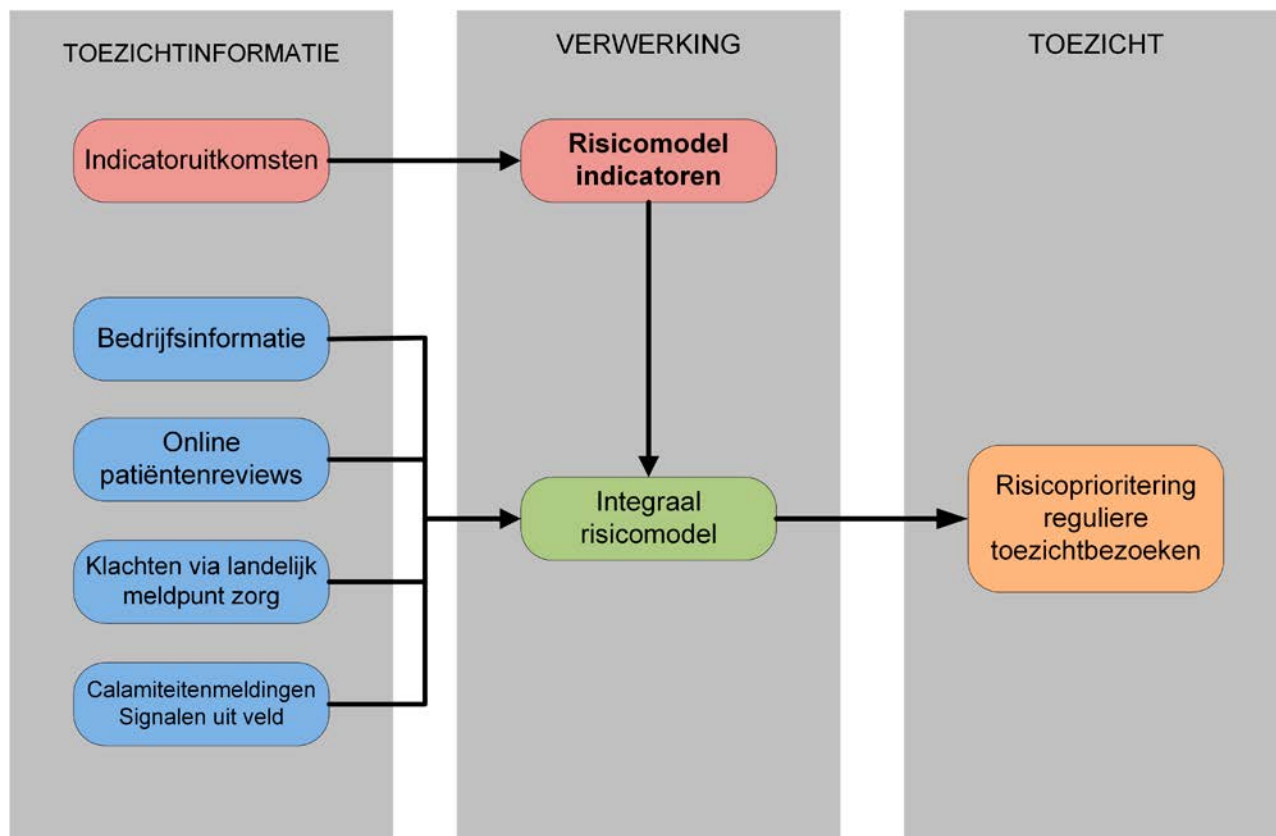 TOEZICHTINFORMATIE
Indicatoruitkomsten
Bedrijfsinformatie
Online
patiëntenreviews
Klachten via landelijk
meldpunt zorg
Calamiteitenmeldingen
Signalen uit veld
VERWERKING
Risicomodel
indicatoren
Integraal
risicomodel
TOEZICHT
Risicoprioritering
reguliere
toezichtbezoeken